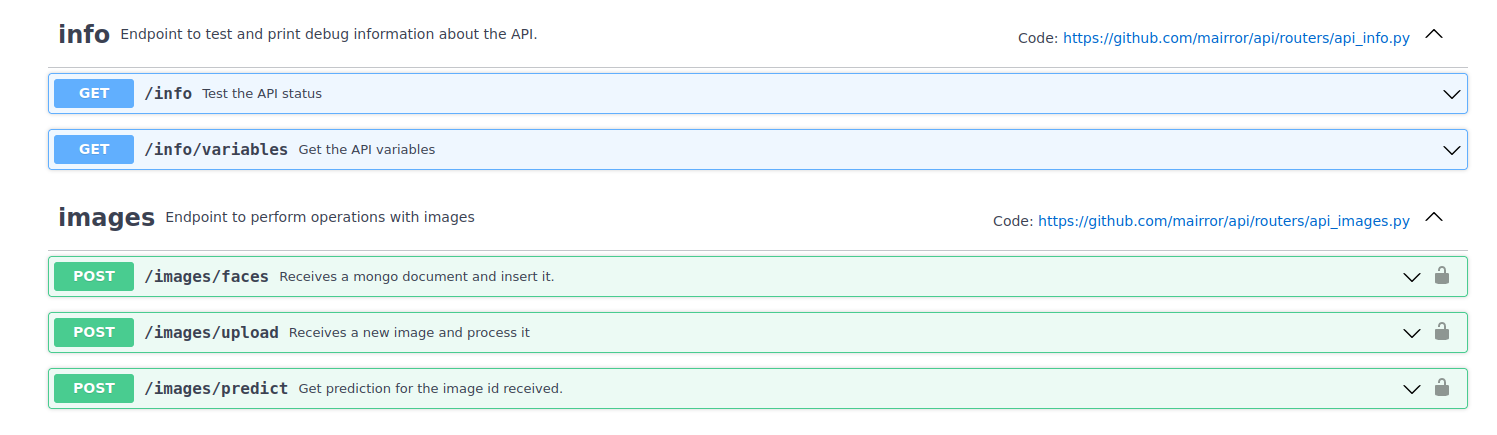 info Endpoint to test and print debug information about the API. Code: https://github.com/mairror/api/routers/api_info.py
GET /info Test the API status
GET /info/variables Get the API variables
images Endpoint to perform operations with images Code: https://github.com/mairror/api/routers/api_images.py
POST /images/faces Receives a mongo document and insert it.
POST /images/upload Receives a new image and process it
POST /images/predict Get prediction for the image id received.